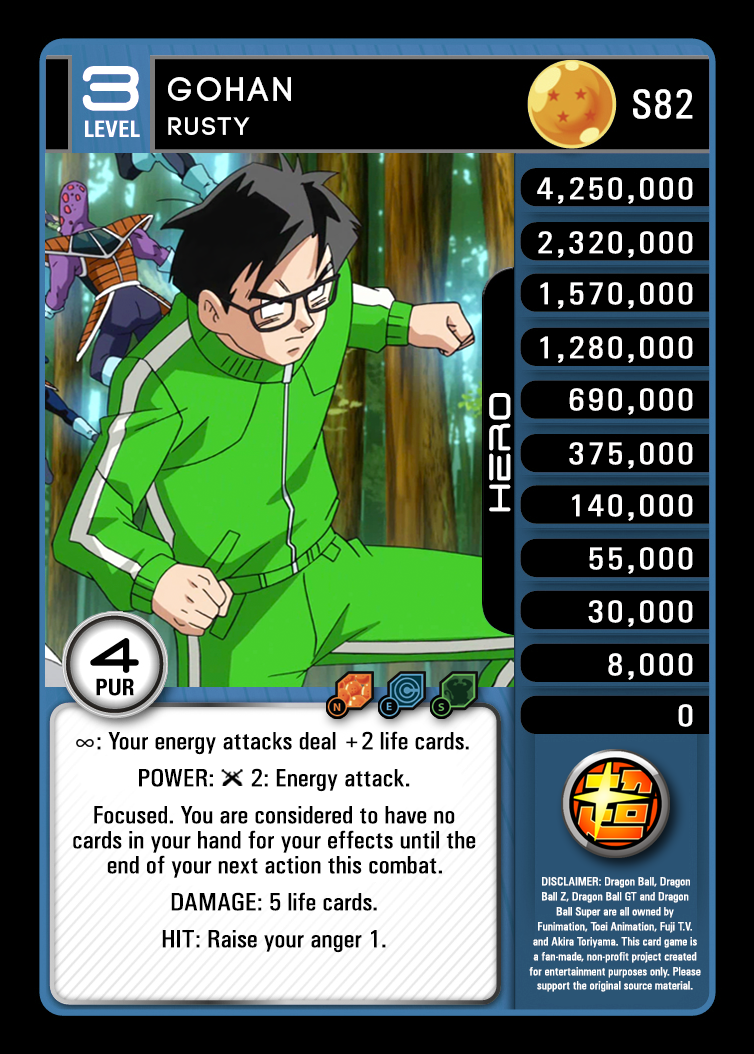 3
LEVEL
GOHAN
RUSTY
S82
4,250,000
2,320,000
1,570,000
1,280,000
690,000
375,000
140,000
55,000
30,000
8,000
0
HERO
4
PUR
N E S
∞: Your energy attacks deal +2 life cards.
POWER: 2: Energy attack.
Focused. You are considered to have no
cards in your hand for your effects until the
end of your next action this combat.
DAMAGE: 5 life cards.
HIT: Raise your anger 1.
超
DISCLAIMER: Dragon Ball, Dragon
Ball Z, Dragon Ball GT and Dragon
Ball Super are all owned by
Funimation, Toei Animation, Fuji T.V.
and Akira Toriyama. This card game is
a fan-made, non-profit project created
for entertainment purposes only. Please
support the original source material.